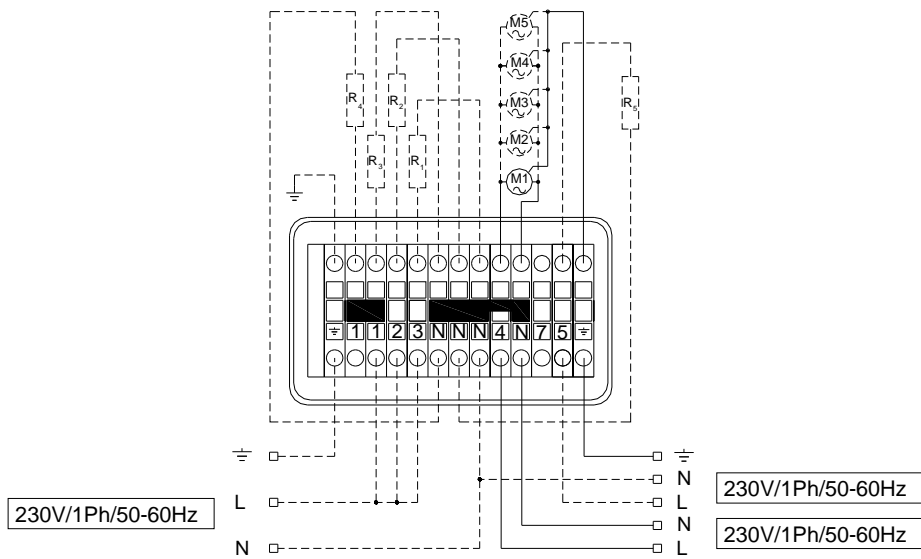 M5
M4
R4
R2
M3
R5
M2
R3
R1
M1
1 1 2 3 N N N 4 N 7 5
N
230V/1Ph/50-60Hz
L
L
230V/1Ph/50-60Hz
N
230V/1Ph/50-60Hz
N
L